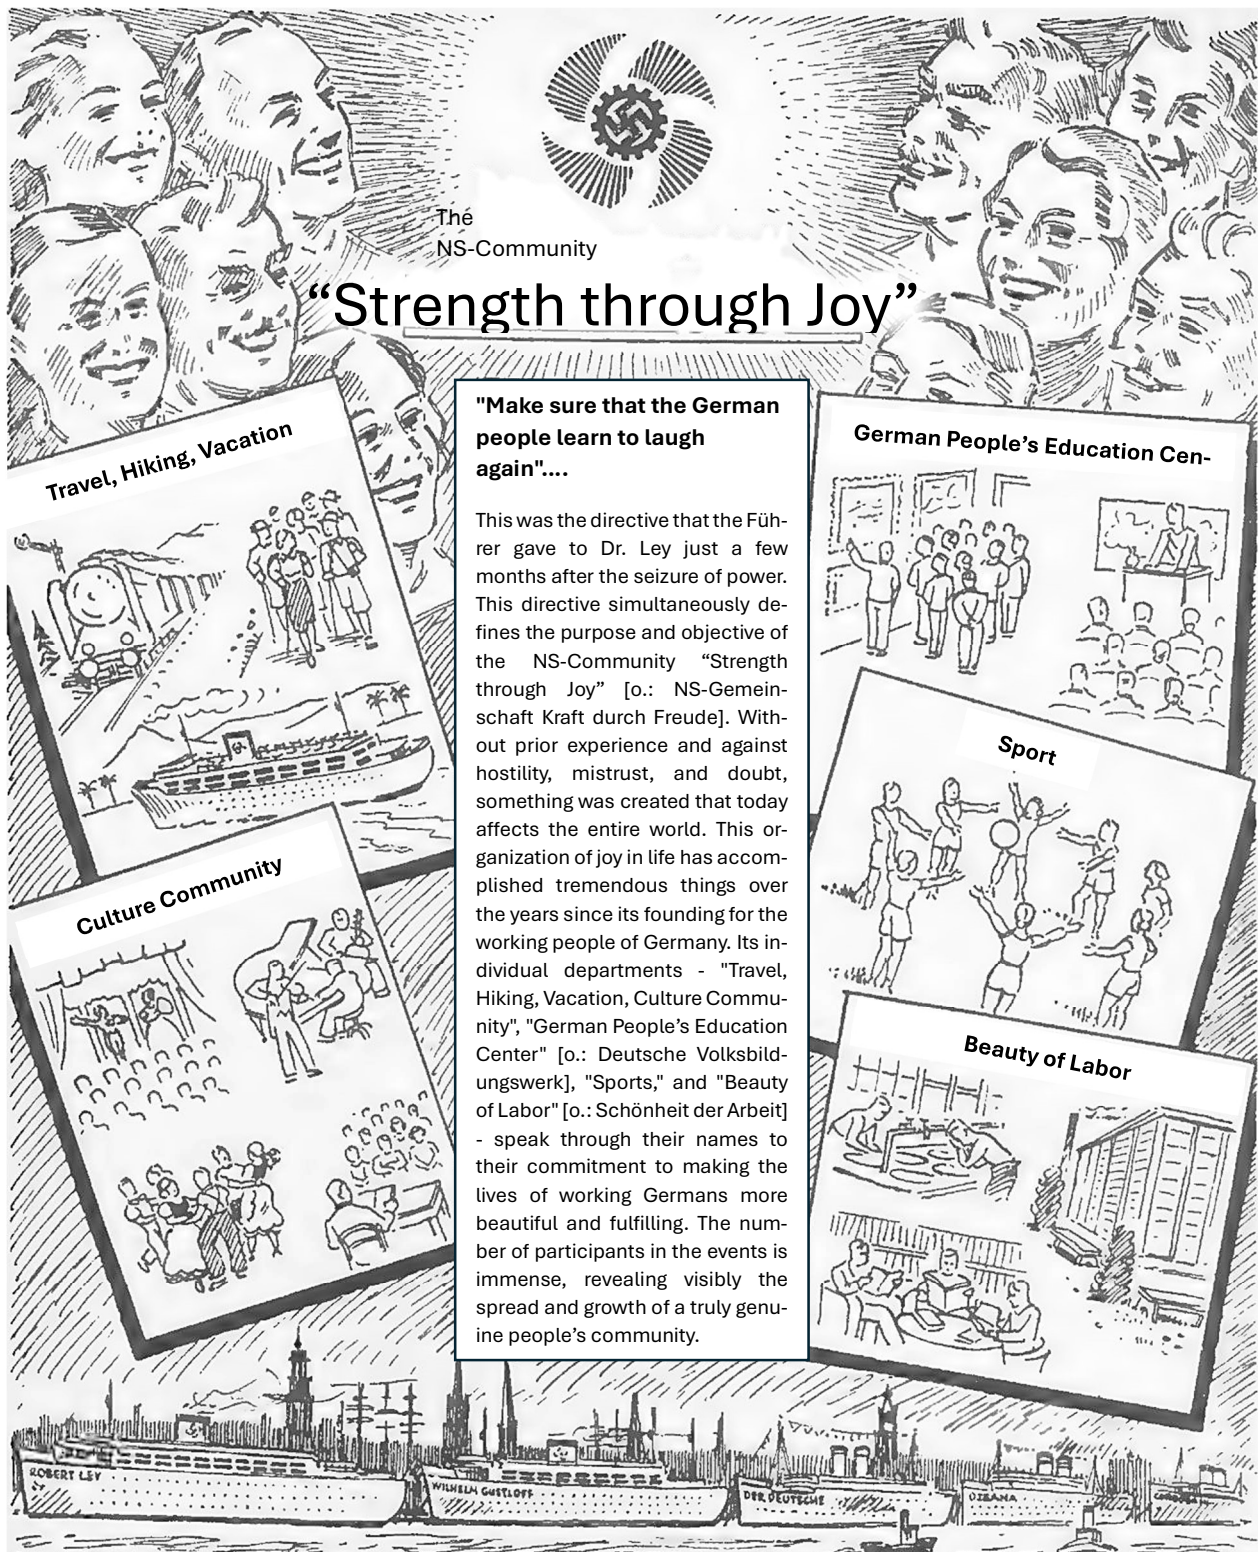 The
NS-Community
“Strength through Joy”
"Make sure that the German
people learn to laugh
again"....
This was the directive that the Füh-
rer gave to Dr. Ley just a few
months after the seizure of power.
This directive simultaneously de-
fines the purpose and objective of
the NS-Community “Strength
through Joy” [o.: NS-Gemein-
schaft Kraft durch Freude]. With-
out prior experience and against
hostility, mistrust, and doubt,
something was created that today
affects the entire world. This or-
ganization of joy in life has accom-
plished tremendous things over
the years since its founding for the
working people of Germany. Its in-
dividual departments - "Travel,
Hiking, Vacation, Culture Commu-
nity", "German People’s Education
Center" [o.: Deutsche Volksbild-
ungswerk], "Sports," and "Beauty
of Labor" [o.: Schönheit der Arbeit]
- speak through their names to
their commitment to making the
lives of working Germans more
beautiful and fulfilling. The num-
ber of participants in the events is
immense, revealing visibly the
spread and growth of a truly genu-
ine people’s community.
Travel, Hiking, Vacation
Culture Community
German People’s Education Cen-
Sport
Beauty of Labor
ROBERT LEY
WILHELM GUSTLOFF
DER DEUTSCHE
OZEANA